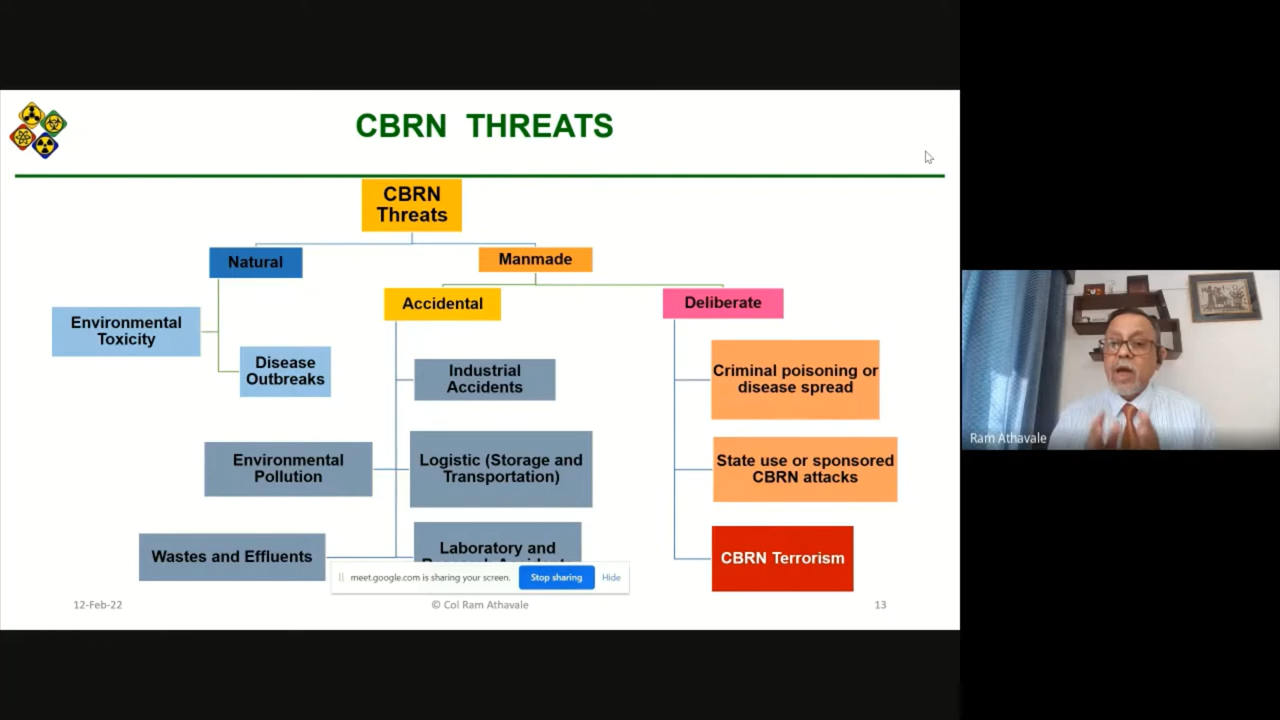 CBRN THREATS
CBRN
Threats
Natural
Manmade
Accidental
Deliberate
Environmental
Toxicity
Disease
Outbreaks
Industrial
Accidents
Criminal poisoning or
disease spread
Environmental
Pollution
Logistic (Storage and
Transportation)
State use or sponsored
CBRN attacks
Wastes and Effluents
Laboratory and
CBRN Terrorism
meet.google.com is sharing your screen.
Stop sharing
Hide
12-Feb-22
© Col Ram Athavale
13
Ram Athavale